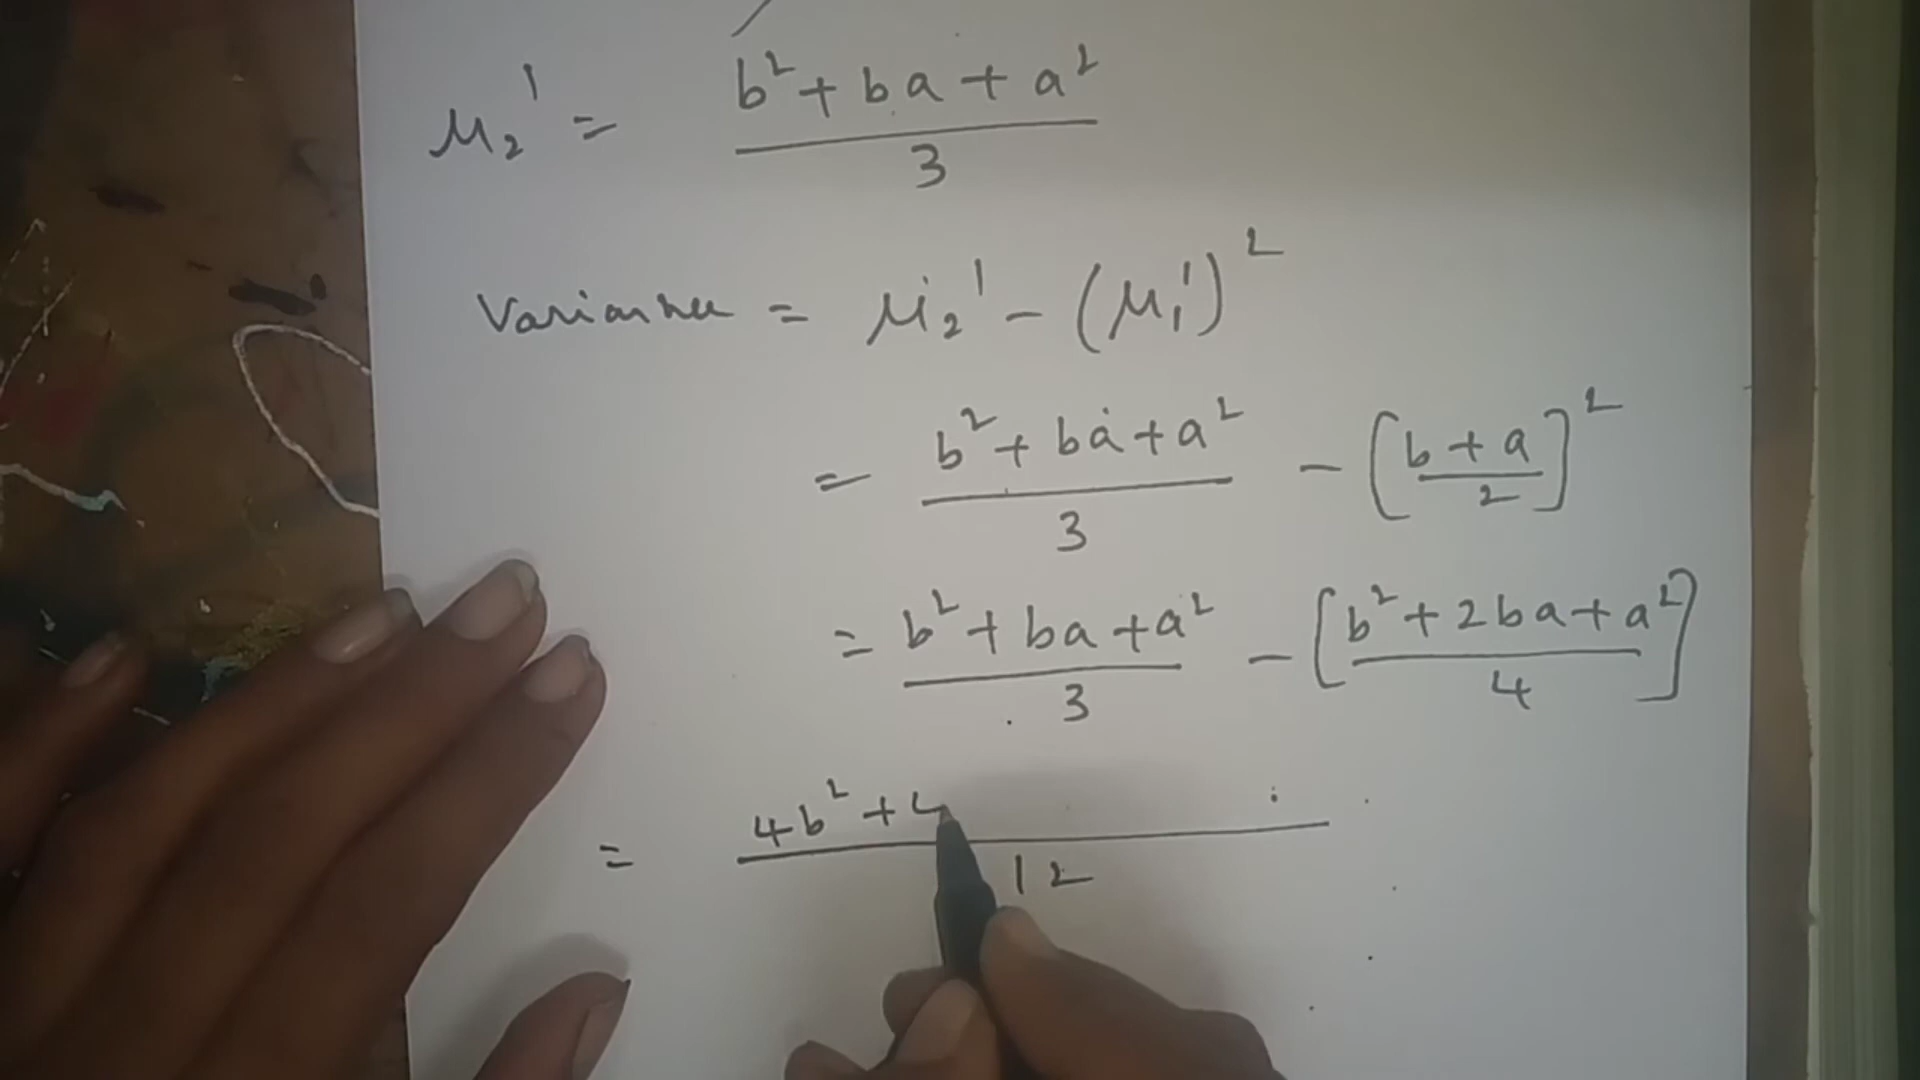 μ₂' = (b² + ba + a²)/3
Variance = μ₂' - (μ₁')²
= (b² + ba + a²)/3 - [(b + a)/2]²
= (b² + ba + a²)/3 - [(b² + 2ba + a²)/4]
= (4b² + 4)/12